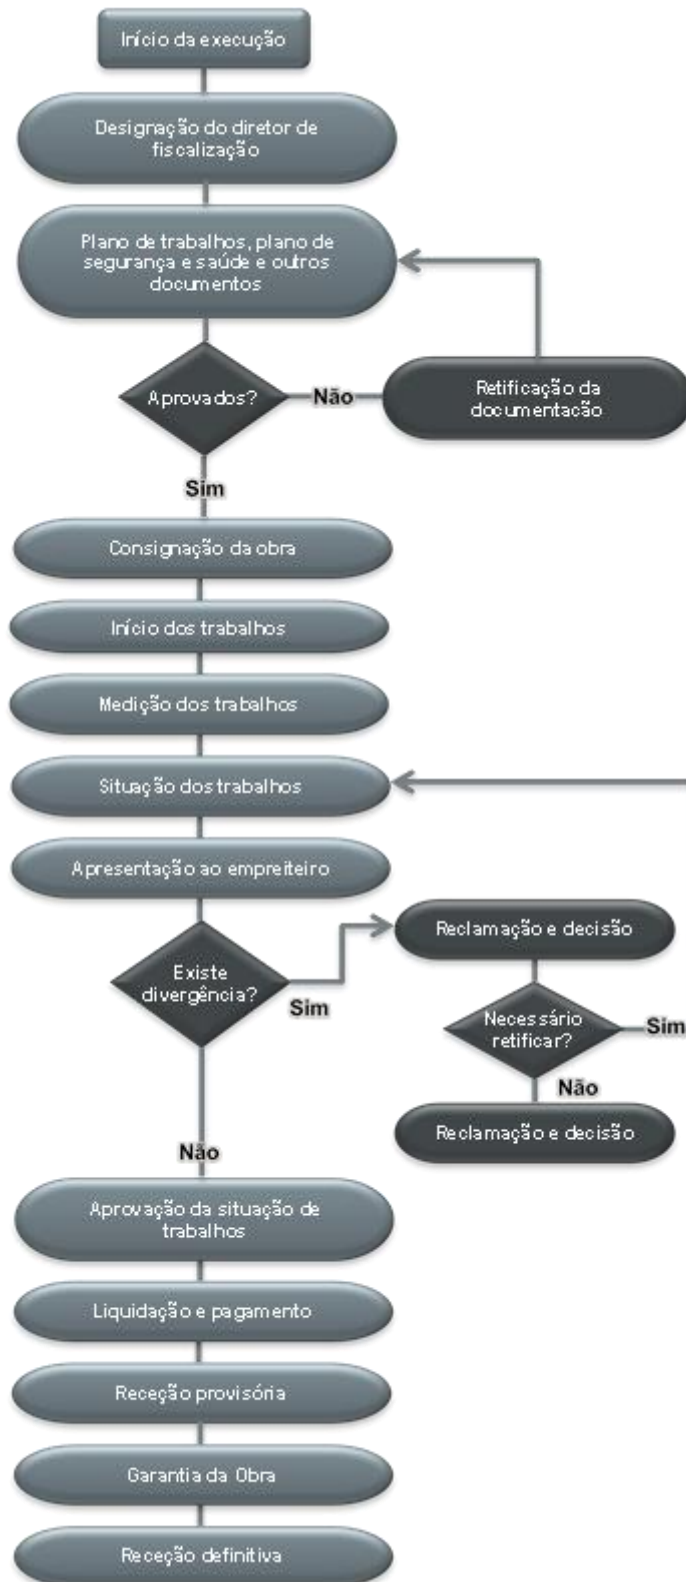 Início da execução
Designação do diretor de
fiscalização
Plano de trabalhos, plano de
segurança e saúde e outros
documentos
Aprovados?
Não
Retificação da
documentacão
Sim
Consignação da obra
Início dos trabalhos
Medição dos trabalhos
Situação dos trabalhos
Apresentação ao empreiteiro
Existe
divergência?
Sim
Reclamação e decisão
Necessário
retificar?
Sim
Não
Reclamação e decisão
Não
Aprovação da situação de
trabalhos
Liquidação e pagamento
Receção provisória
Garantia da Obra
Receção definitiva